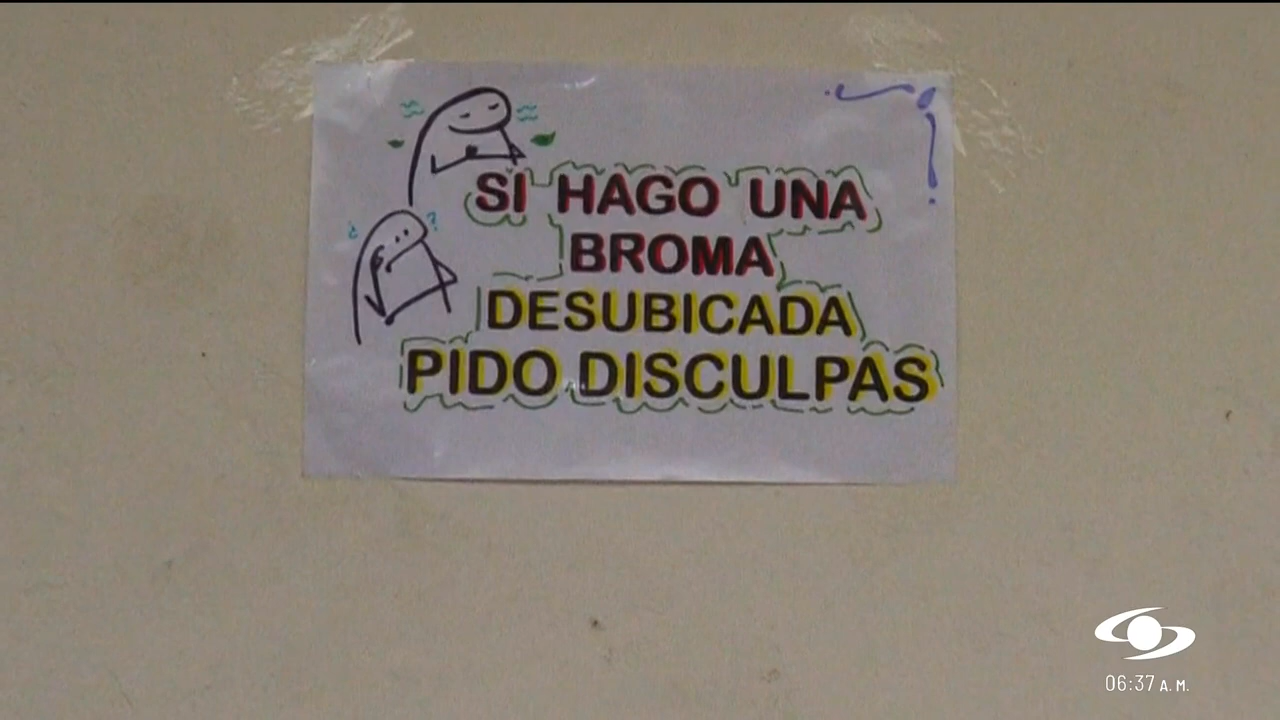 SI HAGO UNA
BROMA
DESUBICADA
PIDO DISCULPAS
06:37 A.M.